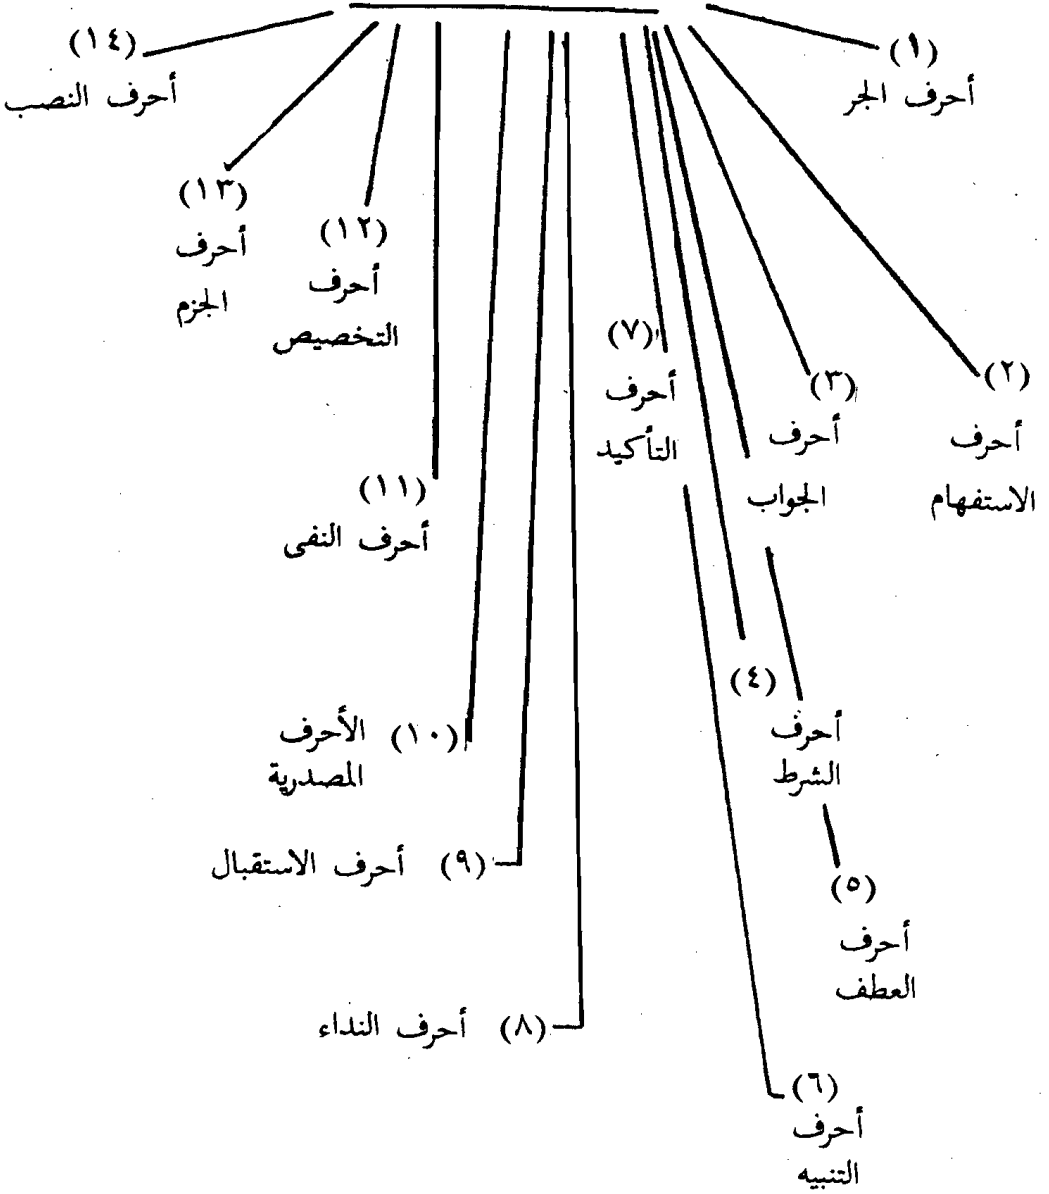 (١)
أحرف الجر
(٢)
أحرف
الاستفهام
(٣)
أحرف
الجواب
(٤)
أحرف
الشرط
(٥)
أحرف
العطف
(٦)
أحرف
التنبيه
(٧)
أحرف
التأكيد
(٨) أحرف النداء
(٩) أحرف الاستقبال
(١٠) الأحرف
المصدرية
(١١)
أحرف النفى
(١٢)
أحرف
التخصيص
(١٣)
أحرف
الجزم
(١٤)
أحرف النصب